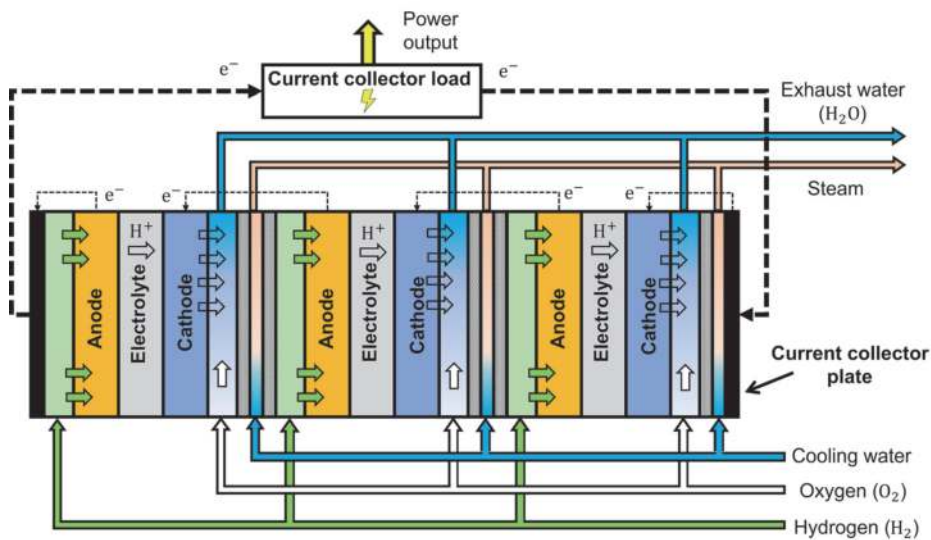 Power
output
e⁻
Current collector load
e⁻
Exhaust water
(H₂O)
Steam
e⁻
e⁻
e⁻
e⁻
H⁺
H⁺
H⁺
Anode
Electrolyte
Cathode
Anode
Electrolyte
Cathode
Anode
Electrolyte
Cathode
Current collector
plate
Cooling water
Oxygen (O₂)
Hydrogen (H₂)